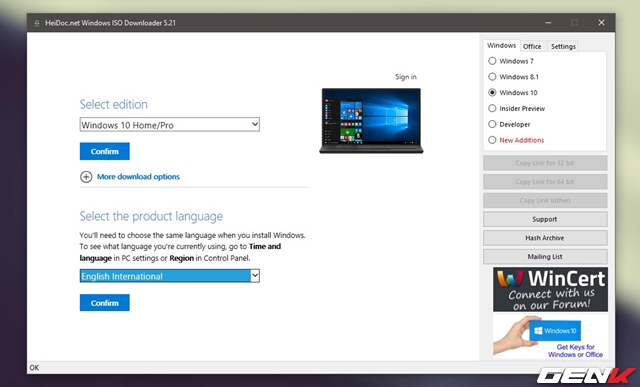 HeiDoc.net Windows ISO Downloader 5.21
Sign in
Select edition
Windows 10 Home/Pro
Confirm
More download options
Select the product language
You'll need to choose the same language when you install Windows.
To see what language you're currently using, go to Time and
language in PC settings or Region in Control Panel.
English International
Confirm
OK
Windows
Office
Settings
Windows 7
Windows 8.1
Windows 10
Insider Preview
Developer
New Additions
Copy Link for 32 bit
Copy Link for 64 bit
Copy Link (other)
Support
Hash Archive
Mailing List
WinCert
Connect with us
on our Forum!
Windows 10
Get Keys for
Windows or Office
GENK